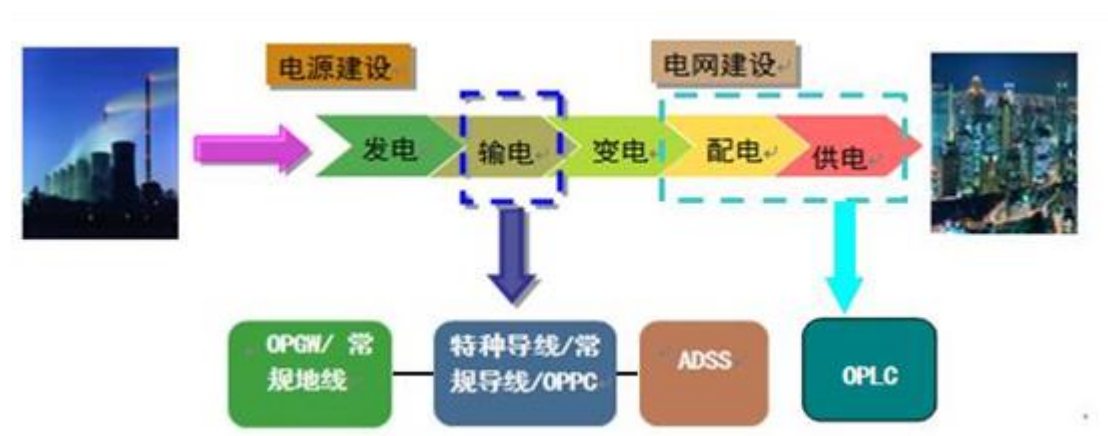 电源建设
电网建设
发电
输电
变电
配电
供电
OPGW/ 常
规地线
特种导线/常
规导线/OPPC
ADSS
OPLC